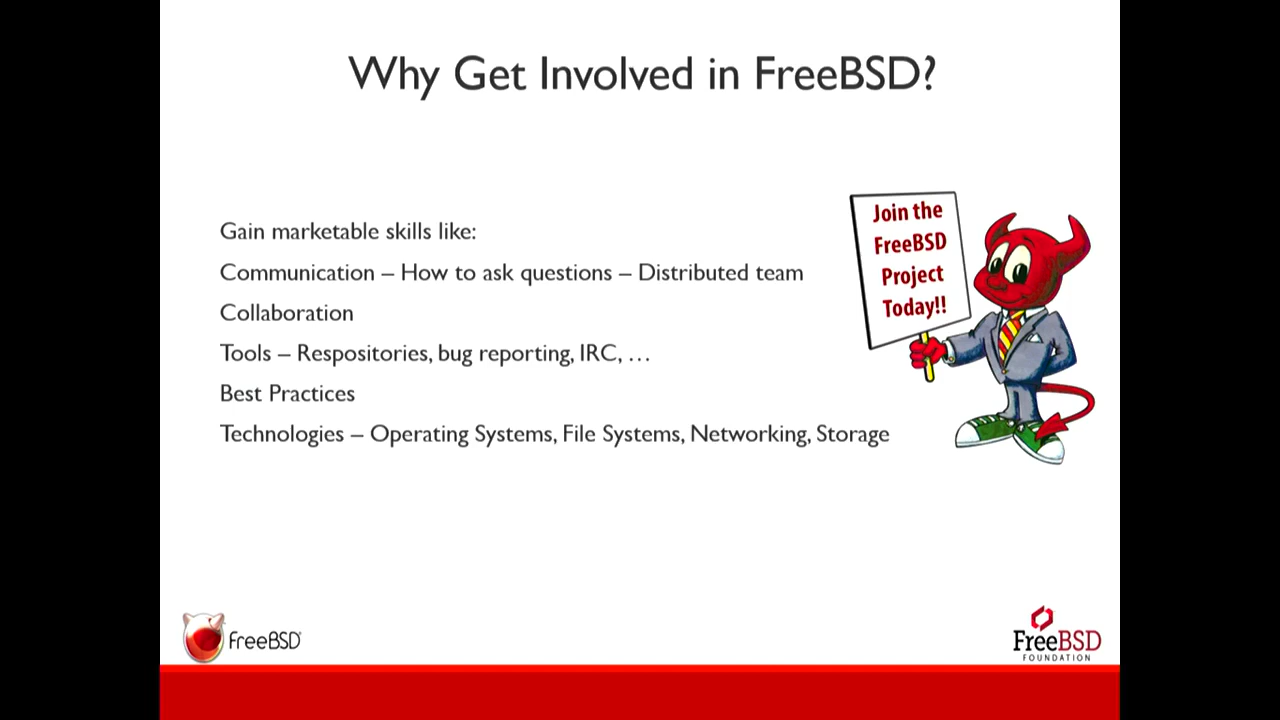 Why Get Involved in FreeBSD?
Gain marketable skills like:
Communication – How to ask questions – Distributed team
Collaboration
Tools – Respositories, bug reporting, IRC, …
Best Practices
Technologies – Operating Systems, File Systems, Networking, Storage
Join the
FreeBSD
Project
Today!!
FreeBSD
FreeBSD
FOUNDATION